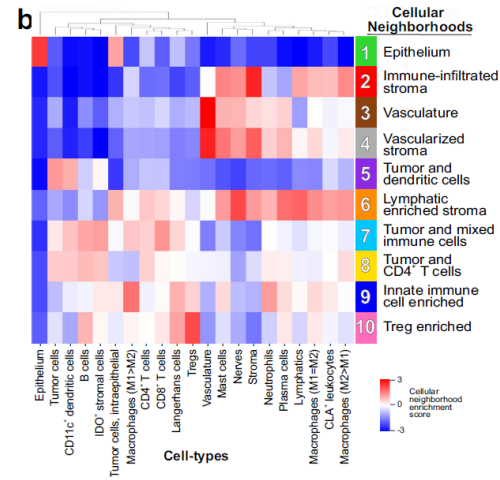 b
Cellular
Neighborhoods
1 Epithelium
2 Immune-infiltrated
stroma
3 Vasculature
4 Vascularized
stroma
5 Tumor and
dendritic cells
6 Lymphatic
enriched stroma
7 Tumor and mixed
immune cells
8 Tumor and
CD4⁺ T cells
9 Innate immune
cell enriched
10 Treg enriched
Epithelium
Tumor cells
CD11c⁺ dendritic cells
B cells
IDO⁺ stromal cells
Tumor cells, intraepithelial
Macrophages (M1>M2)
CD4⁺ T cells
CD8⁺ T cells
Langerhans cells
Tregs
Vasculature
Mast cells
Nerves
Stroma
Neutrophils
Plasma cells
Lymphatics
Macrophages (M1=M2)
CLA⁺ leukocytes
Macrophages (M2>M1)
Cell-types
3
0
-3
Cellular
neighborhood
enrichment
score